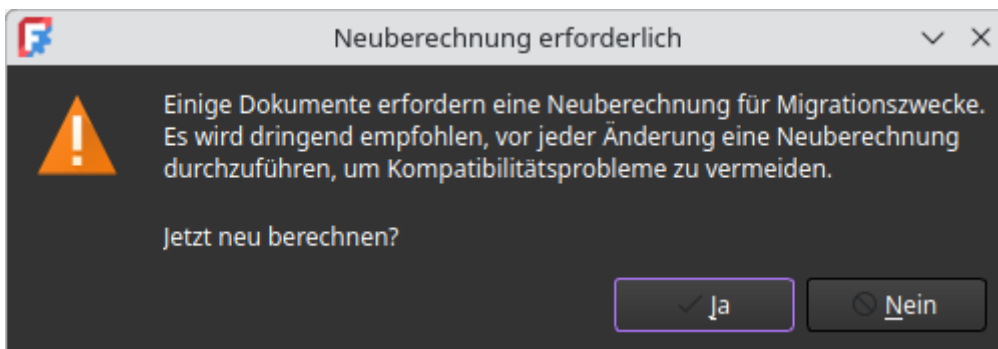 Neuberechnung erforderlich
Einige Dokumente erfordern eine Neuberechnung für Migrationszwecke.
Es wird dringend empfohlen, vor jeder Änderung eine Neuberechnung
durchzuführen, um Kompatibilitätsprobleme zu vermeiden.
Jetzt neu berechnen?
Ja
Nein